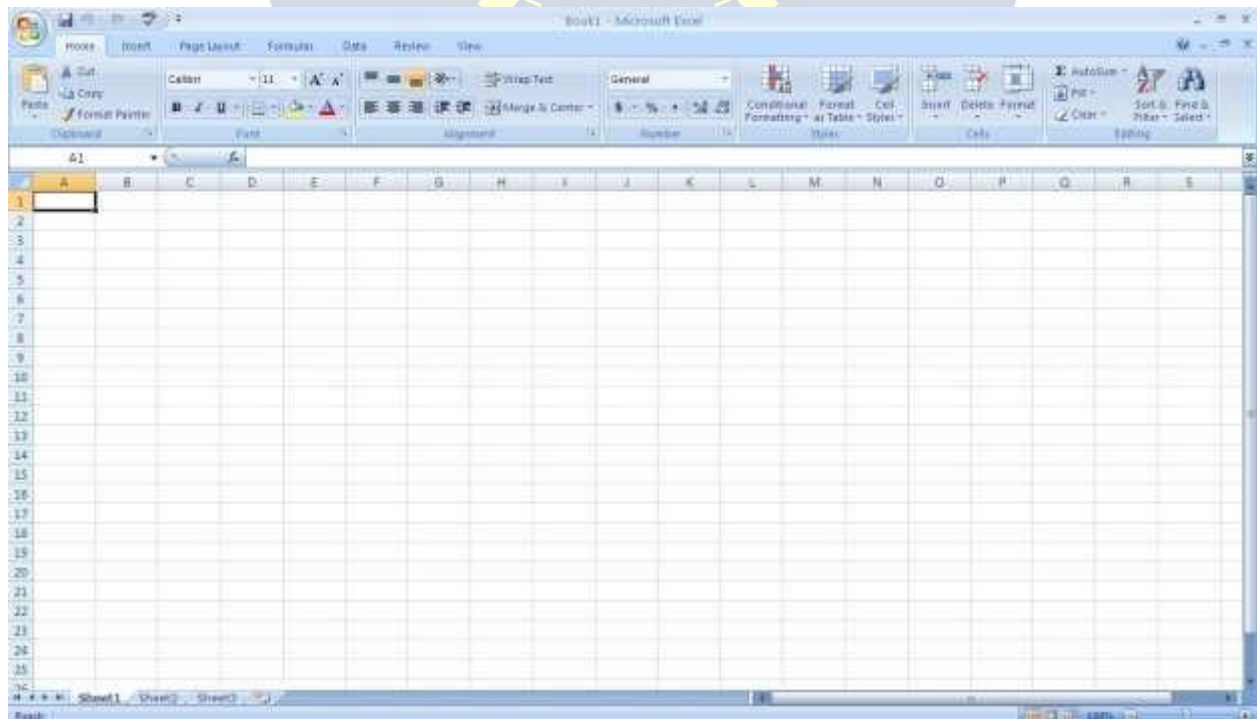 Book1 - Microsoft Excel
Home Insert Page Layout Formulas Data Review View
Cut
Copy
Paste
Format Painter
Clipboard
Calibri 11 A A
B I U A
Font
Wrap Text
Merge & Center
Alignment
General
$ %
Number
Conditional Formatting
Format as Table
Cell Styles
Styles
Insert Delete Format
Cells
Σ AutoSum
Fill
Clear
Sort & Filter
Find & Select
Editing
A1 fx
A B C D E F G H I J K L M N O P Q R S
1
2
3
4
5
6
7
8
9
10
11
12
13
14
15
16
17
18
19
20
21
22
23
24
25
26
Sheet1 Sheet2 Sheet3
Ready 100%